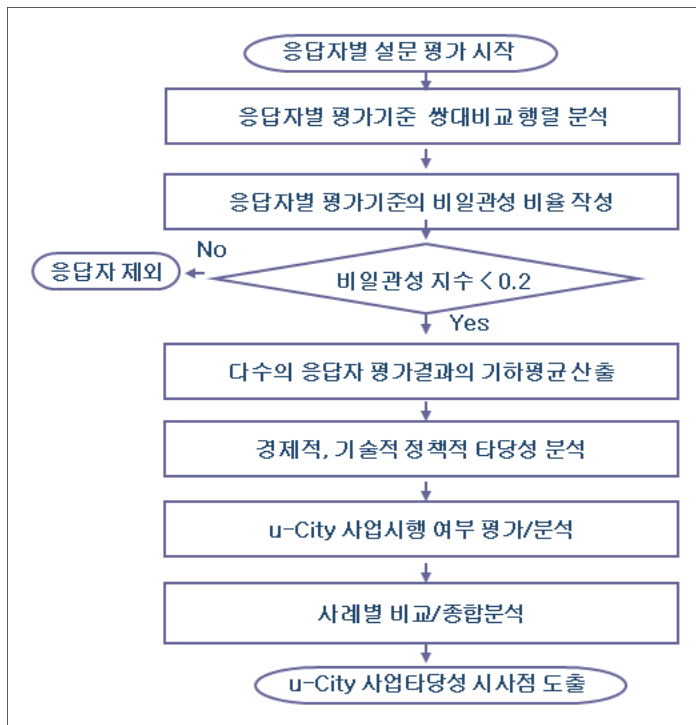 응답자별 설문 평가 시작
응답자별 평가기준 쌍대비교 행렬 분석
응답자별 평가기준의 비일관성 비율 작성
No
응답자 제외
비일관성 지수 < 0.2
Yes
다수의 응답자 평가결과의 기하평균 산출
경제적, 기술적 정책적 타당성 분석
u-City 사업시행 여부 평가/분석
사례별 비교/종합분석
u-City 사업타당성 시사점 도출